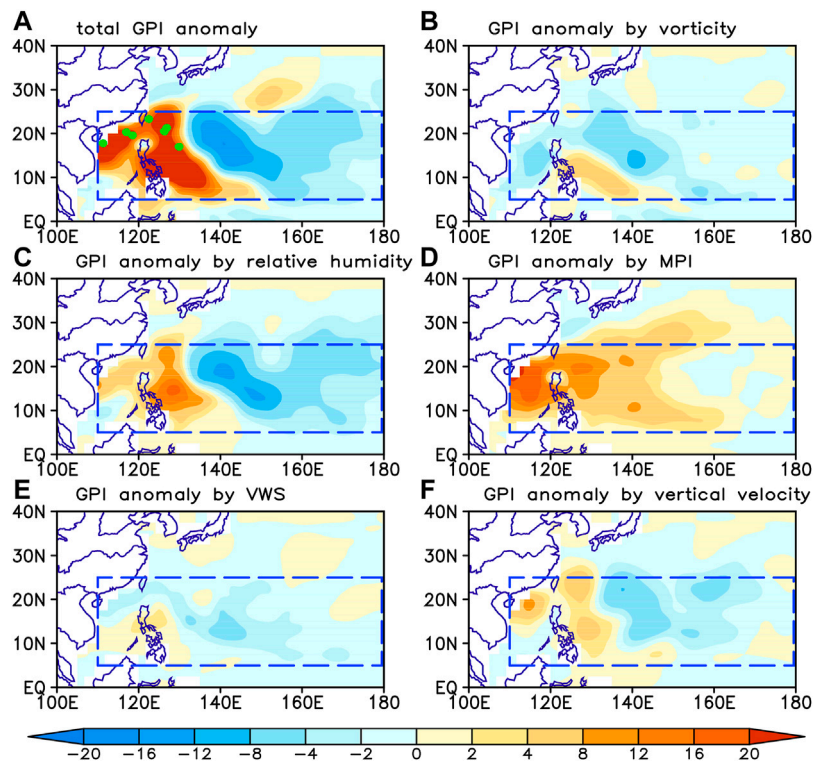 A total GPI anomaly
B GPI anomaly by vorticity
40N 40N
30N 30N
20N 20N
10N 10N
EQ EQ
100E 120E 140E 160E 180 100E 120E 140E 160E 180
C GPI anomaly by relative humidity
D GPI anomaly by MPI
40N 40N
30N 30N
20N 20N
10N 10N
EQ EQ
100E 120E 140E 160E 180 100E 120E 140E 160E 180
E GPI anomaly by VWS
F GPI anomaly by vertical velocity
40N 40N
30N 30N
20N 20N
10N 10N
EQ EQ
100E 120E 140E 160E 180 100E 120E 140E 160E 180
−20 −16 −12 −8 −4 −2 0 2 4 8 12 16 20